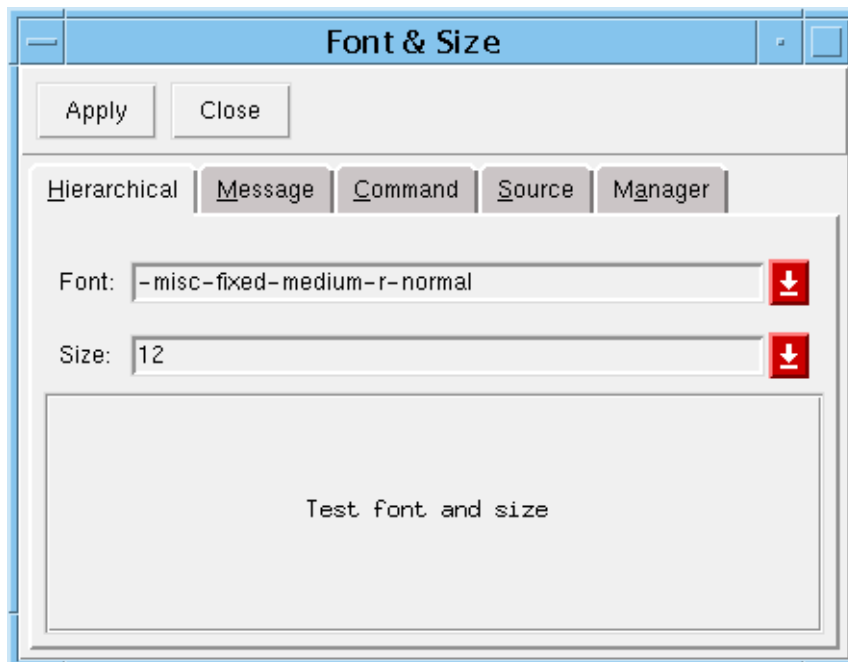 Font & Size
Apply Close
Hierarchical Message Command Source Manager
Font: -misc-fixed-medium-r-normal
Size: 12
Test font and size